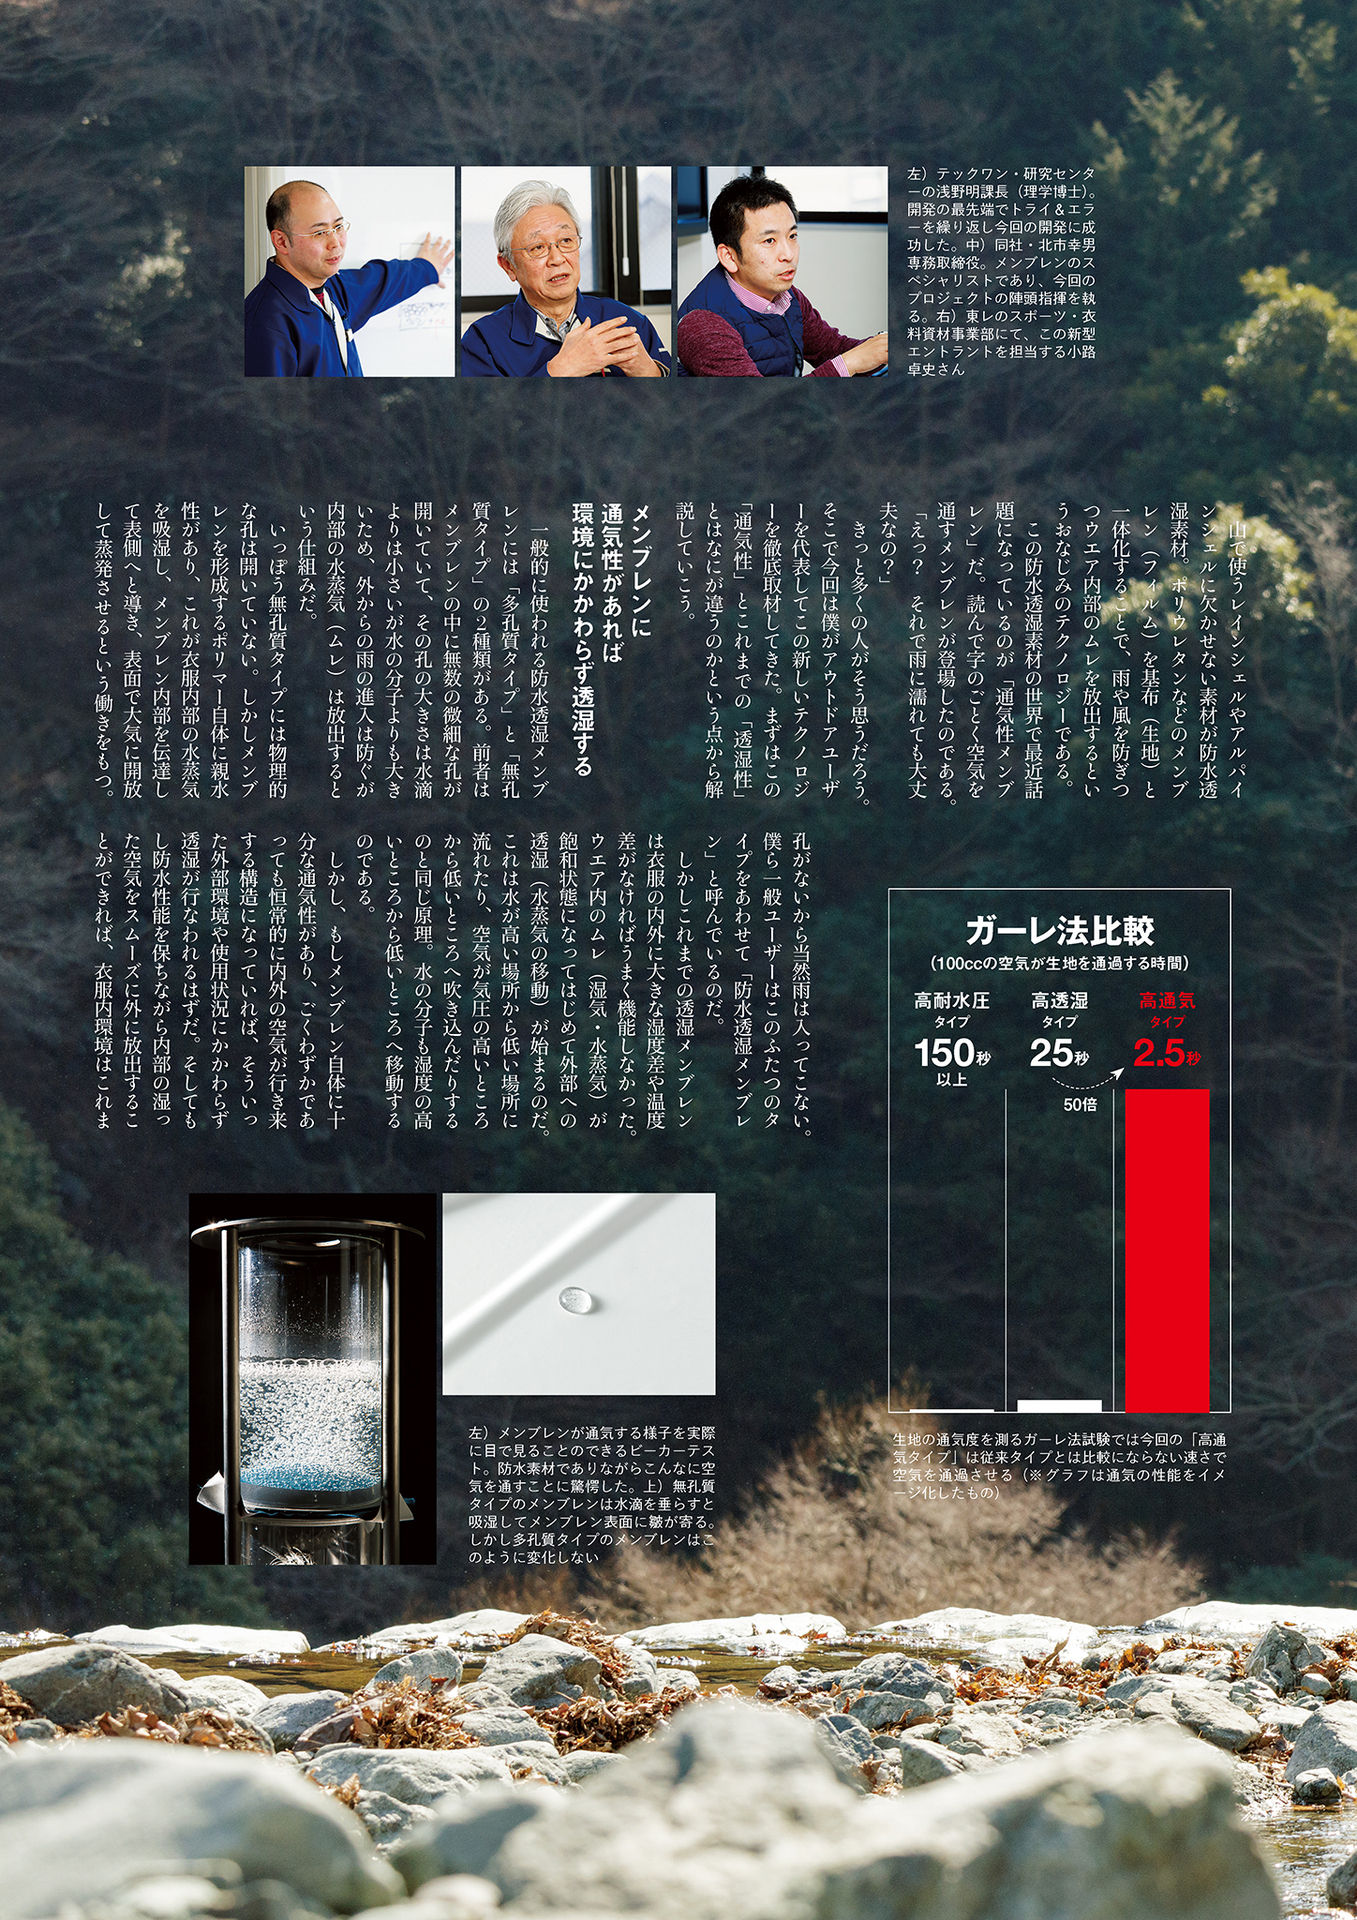 左）テックワン・研究センタ
ーの浅野明課長（理学博士）。
開発の最先端でトライ＆エラ
ーを繰り返し今回の開発に成
功した。中）同社・北市幸男
専務取締役。メンブレンのス
ペシャリストであり、今回の
プロジェクトの陣頭指揮を執
る。右）東レのスポーツ・衣
料資材事業部にて、この新型
エントラントを担当する小路
卓史さん
山で使うレインシェルやアルパイ
ンシェルに欠かせない素材が防水透
湿素材。ポリウレタンなどのメンブ
レン（フィルム）を基布（生地）と
一体化することで、雨や風を防ぎつ
つウエア内部のムレを放出するとい
うおなじみのテクノロジーである。
この防水透湿素材の世界で最近話
題になっているのが「通気性メンブ
レン」だ。読んで字のごとく空気を
通すメンブレンが登場したのである。
「えっ？　それで雨に濡れても大丈
夫なの？」
きっと多くの人がそう思うだろう。
そこで今回は僕がアウトドアユーザ
ーを代表してこの新しいテクノロジ
ーを徹底取材してきた。まずはこの
「通気性」とこれまでの「透湿性」
とはなにが違うのかという点から解
説していこう。
メンブレンに
通気性があれば
環境にかかわらず透湿する
一般的に使われる防水透湿メンブ
レンには「多孔質タイプ」と「無孔
質タイプ」の２種類がある。前者は
メンブレンの中に無数の微細な孔が
開いていて、その孔の大きさは水滴
よりは小さいが水の分子よりも大き
いため、外からの雨の進入は防ぐが
内部の水蒸気（ムレ）は放出すると
いう仕組みだ。
いっぽう無孔質タイプには物理的
な孔は開いていない。しかしメンブ
レンを形成するポリマー自体に親水
性があり、これが衣服内部の水蒸気
を吸湿し、メンブレン内部を伝達し
て表側へと導き、表面で大気に開放
して蒸発させるという働きをもつ。
孔がないから当然雨は入ってこない。
僕ら一般ユーザーはこのふたつのタ
イプをあわせて「防水透湿メンブレ
ン」と呼んでいるのだ。
しかしこれまでの透湿メンブレン
は衣服の内外に大きな湿度差や温度
差がなければうまく機能しなかった。
ウエア内のムレ（湿気・水蒸気）が
飽和状態になってはじめて外部への
透湿（水蒸気の移動）が始まるのだ。
これは水が高い場所から低い場所に
流れたり、空気が気圧の高いところ
から低いところへ吹き込んだりする
のと同じ原理。水の分子も湿度の高
いところから低いところへ移動する
のである。
しかし、もしメンブレン自体に十
分な通気性があり、ごくわずかであ
っても恒常的に内外の空気が行き来
する構造になっていれば、そういっ
た外部環境や使用状況にかかわらず
透湿が行なわれるはずだ。そしても
し防水性能を保ちながら内部の湿っ
た空気をスムーズに外に放出するこ
とができれば、衣服内環境はこれま
ガーレ法比較
（100ccの空気が生地を通過する時間）
高耐水圧
タイプ
150秒
以上
高透湿
タイプ
25秒
高通気
タイプ
2.5秒
50倍
生地の通気度を測るガーレ法試験では今回の「高通
気タイプ」は従来タイプとは比較にならない速さで
空気を通過させる（※グラフは通気の性能をイメ
ージ化したもの）
左）メンブレンが通気する様子を実際
に目で見ることのできるビーカーテス
ト。防水素材でありながらこんなに空
気を通すことに驚愕した。上）無孔質
タイプのメンブレンは水滴を垂らすと
吸湿してメンブレン表面に皺が寄る。
しかし多孔質タイプのメンブレンはこ
のように変化しない